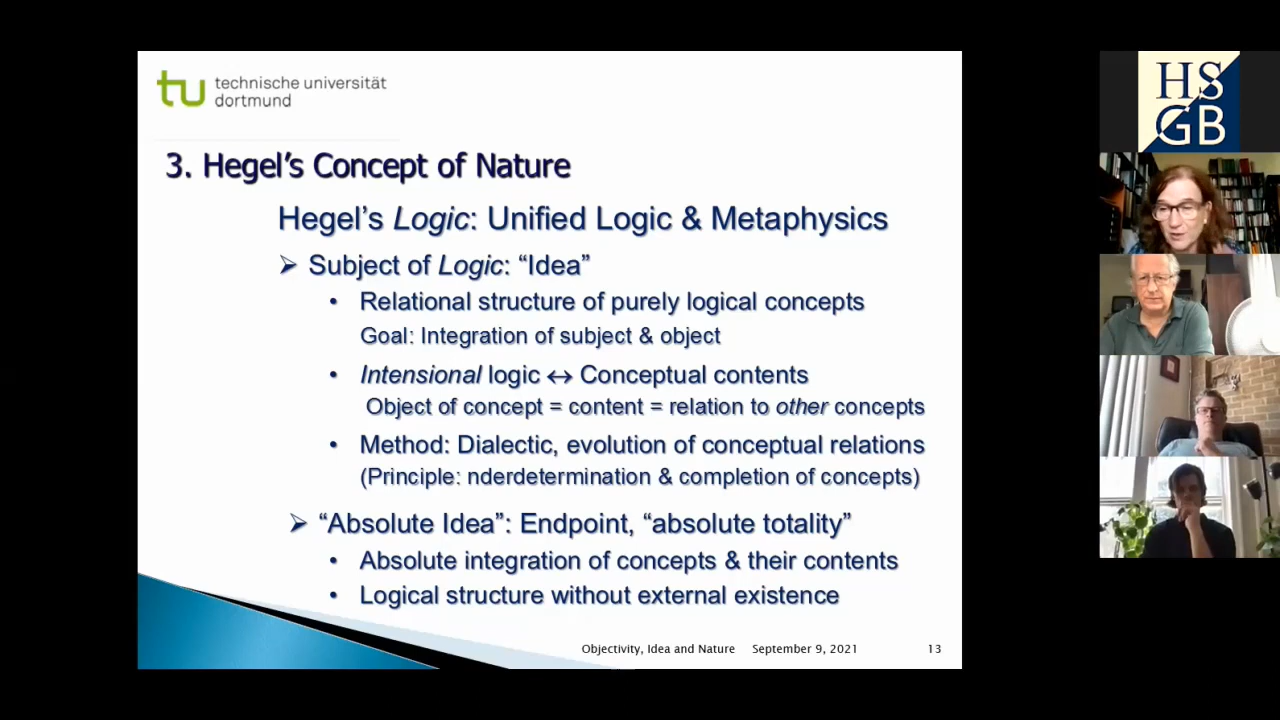 tu technische universität
dortmund
3. Hegel's Concept of Nature
Hegel's Logic: Unified Logic & Metaphysics
➢ Subject of Logic: “Idea”
• Relational structure of purely logical concepts
Goal: Integration of subject & object
• Intensional logic ↔ Conceptual contents
Object of concept = content = relation to other concepts
• Method: Dialectic, evolution of conceptual relations
(Principle: nderdetermination & completion of concepts)
➢ “Absolute Idea”: Endpoint, “absolute totality”
• Absolute integration of concepts & their contents
• Logical structure without external existence
Objectivity, Idea and Nature September 9, 2021 13
HS
GB